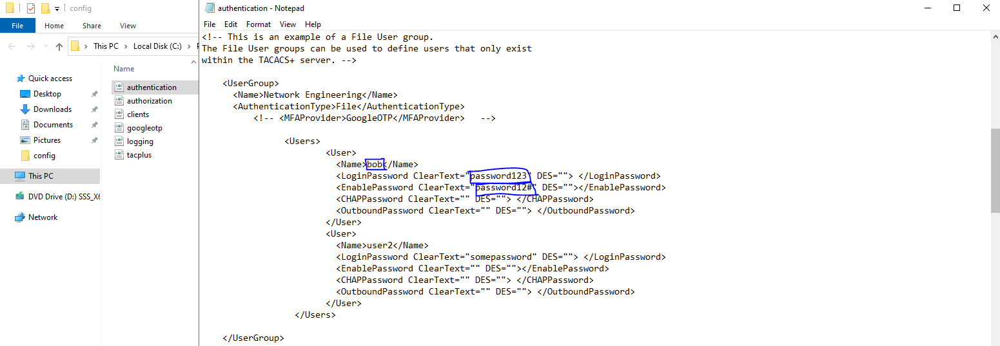 config
File Home Share View
This PC > Local Disk (C:) >
Quick access
Desktop
Downloads
Documents
Pictures
config
This PC
DVD Drive (D:) SSS_X6
Network
Name
authentication
authorization
clients
googleotp
logging
tacplus
authentication - Notepad
File Edit Format View Help
<!-- This is an example of a File User group.
The File User groups can be used to define users that only exist
within the TACACS+ server. -->
<UserGroup>
<Name>Network Engineering</Name>
<AuthenticationType>File</AuthenticationType>
<!-- <MFAProvider>GoogleOTP</MFAProvider> -->
<Users>
<User>
<Name>bob</Name>
<LoginPassword ClearText="password123" DES=""> </LoginPassword>
<EnablePassword ClearText="password12#" DES=""></EnablePassword>
<CHAPPassword ClearText="" DES=""> </CHAPPassword>
<OutboundPassword ClearText="" DES=""> </OutboundPassword>
</User>
<User>
<Name>user2</Name>
<LoginPassword ClearText="somepassword" DES=""> </LoginPassword>
<EnablePassword ClearText="" DES=""></EnablePassword>
<CHAPPassword ClearText="" DES=""> </CHAPPassword>
<OutboundPassword ClearText="" DES=""> </OutboundPassword>
</User>
</Users>
</UserGroup>